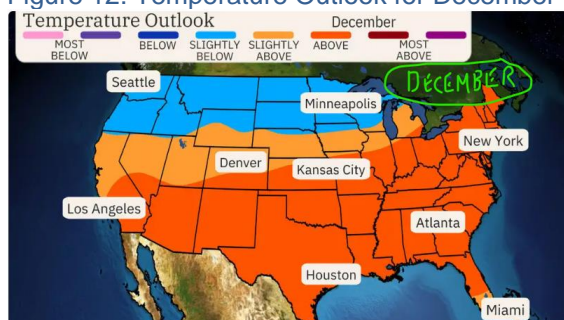 Figure 12: Temperature Outlook for December
Temperature Outlook December
MOST BELOW BELOW SLIGHTLY BELOW SLIGHTLY ABOVE ABOVE MOST ABOVE
DECEMBER
Seattle
Minneapolis
New York
Denver
Kansas City
Los Angeles
Atlanta
Houston
Miami